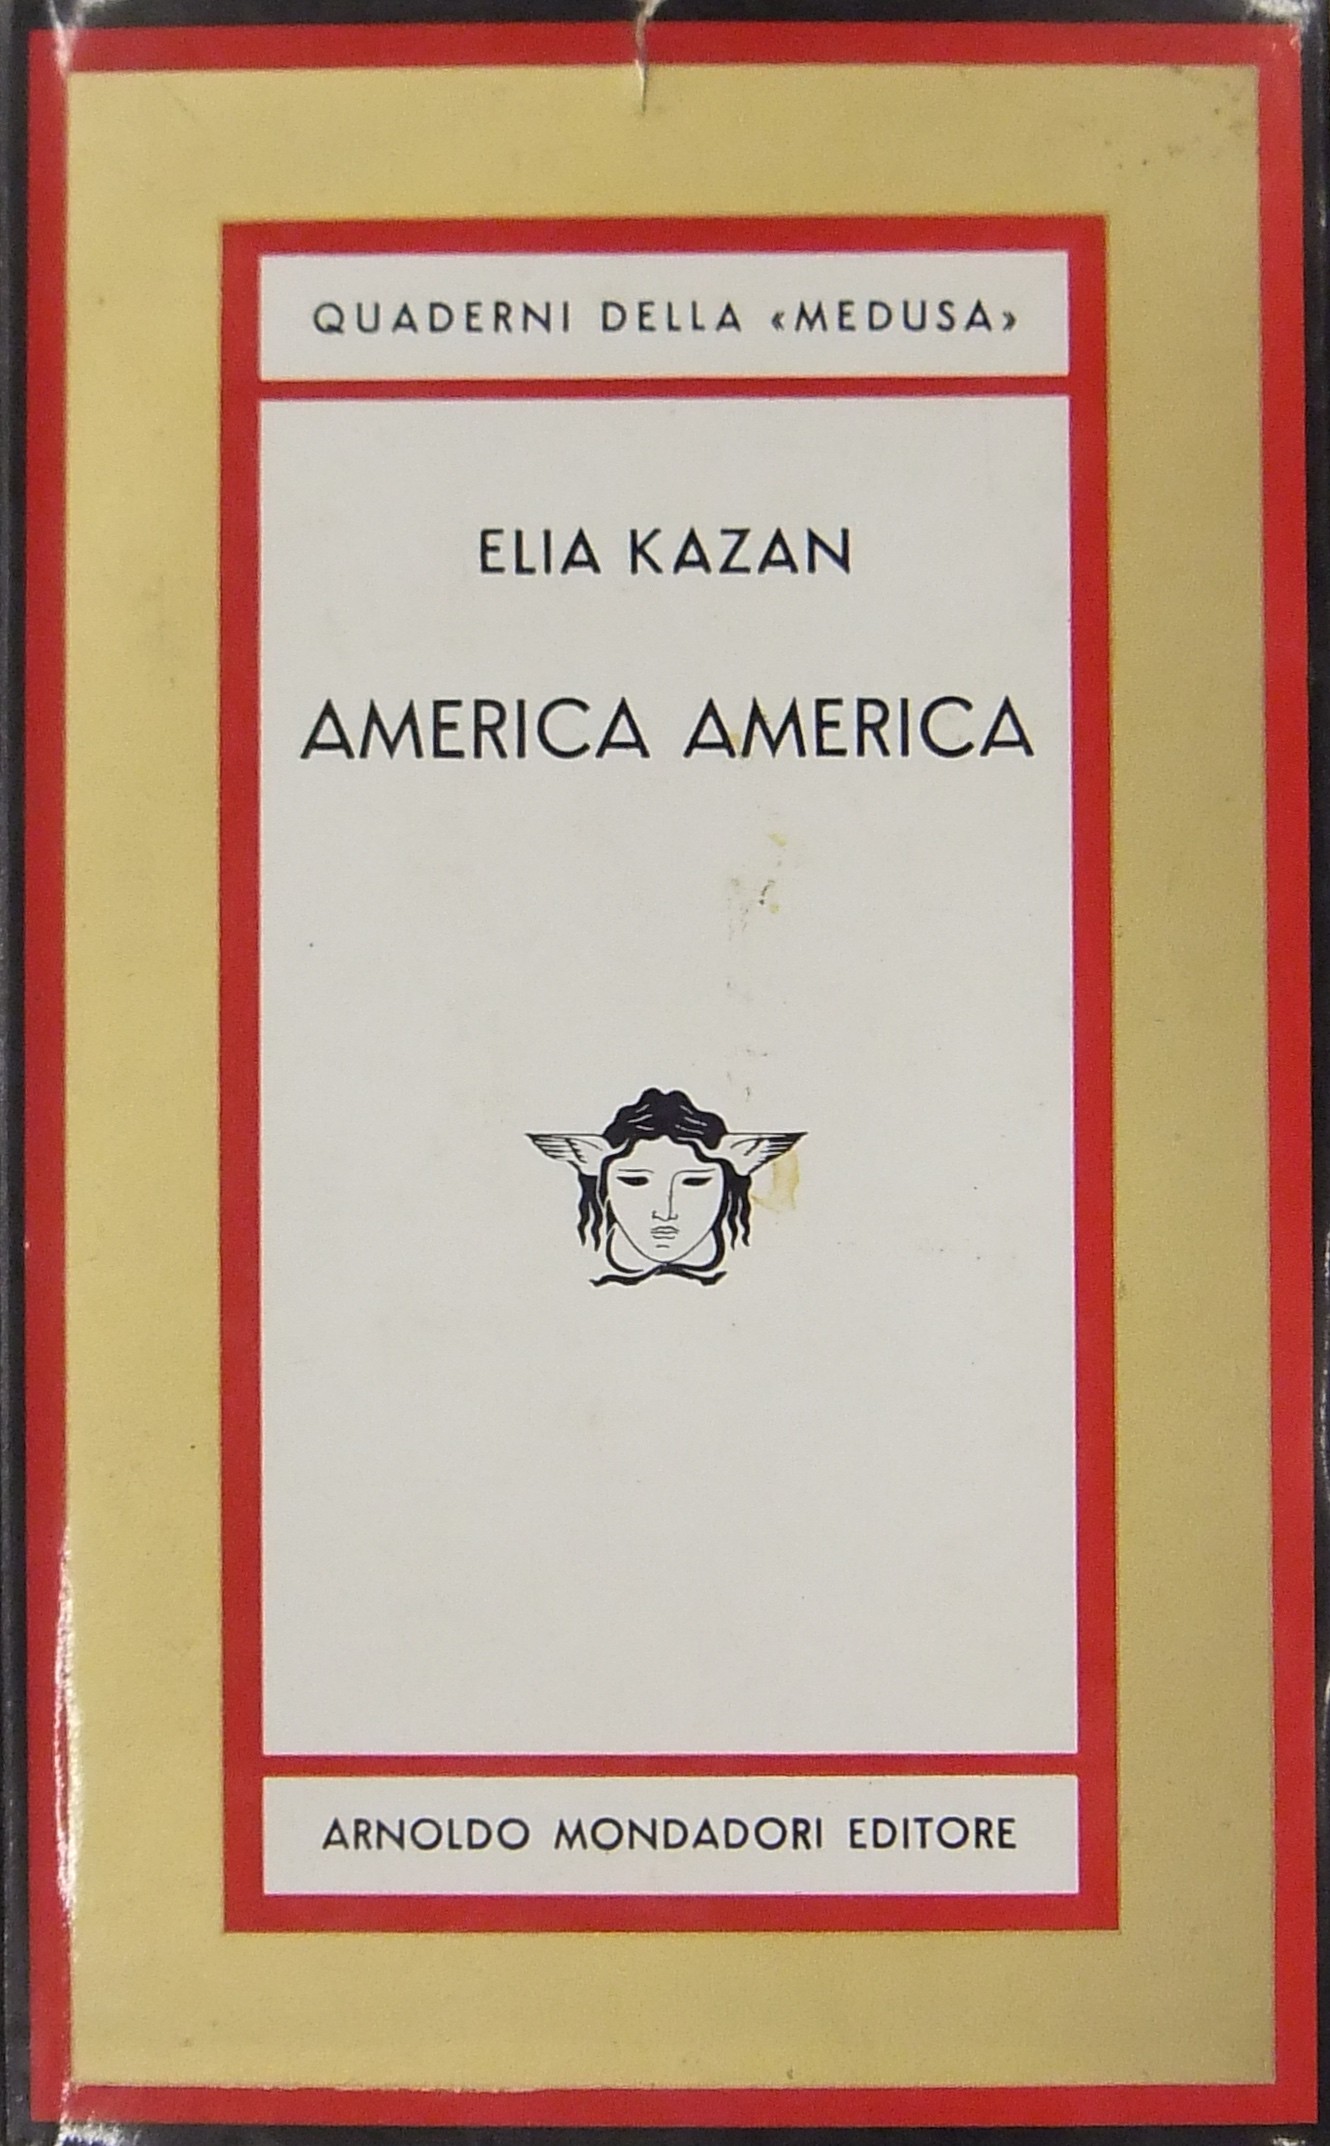 QUADERNI DELLA «MEDUSA»
ELIA KAZAN
AMERICA AMERICA
ARNOLDO MONDADORI EDITORE